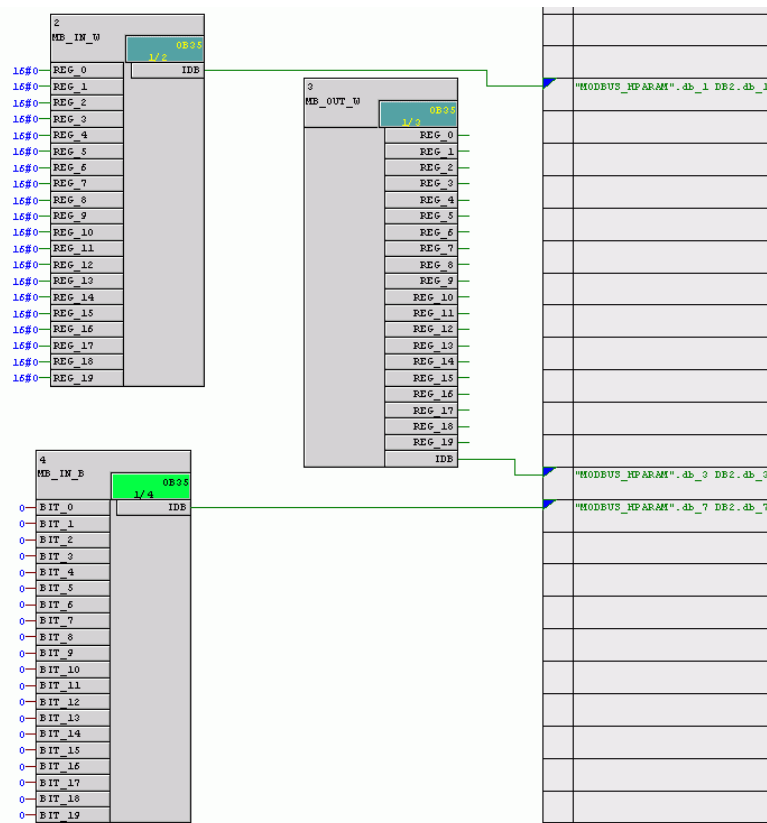 2
MB_IN_W
OB35
1/2
16#0 REG_0 IDB
16#0 REG_1
16#0 REG_2
16#0 REG_3
16#0 REG_4
16#0 REG_5
16#0 REG_6
16#0 REG_7
16#0 REG_8
16#0 REG_9
16#0 REG_10
16#0 REG_11
16#0 REG_12
16#0 REG_13
16#0 REG_14
16#0 REG_15
16#0 REG_16
16#0 REG_17
16#0 REG_18
16#0 REG_19
3
MB_OUT_W
OB35
1/3
REG_0
REG_1
REG_2
REG_3
REG_4
REG_5
REG_6
REG_7
REG_8
REG_9
REG_10
REG_11
REG_12
REG_13
REG_14
REG_15
REG_16
REG_17
REG_18
REG_19
IDB
"MODBUS_HPARAM".db_1 DB2.db_1
"MODBUS_HPARAM".db_3 DB2.db_3
"MODBUS_HPARAM".db_7 DB2.db_7
4
MB_IN_B
OB35
1/4
0 BIT_0 IDB
0 BIT_1
0 BIT_2
0 BIT_3
0 BIT_4
0 BIT_5
0 BIT_6
0 BIT_7
0 BIT_8
0 BIT_9
0 BIT_10
0 BIT_11
0 BIT_12
0 BIT_13
0 BIT_14
0 BIT_15
0 BIT_16
0 BIT_17
0 BIT_18
0 BIT_19